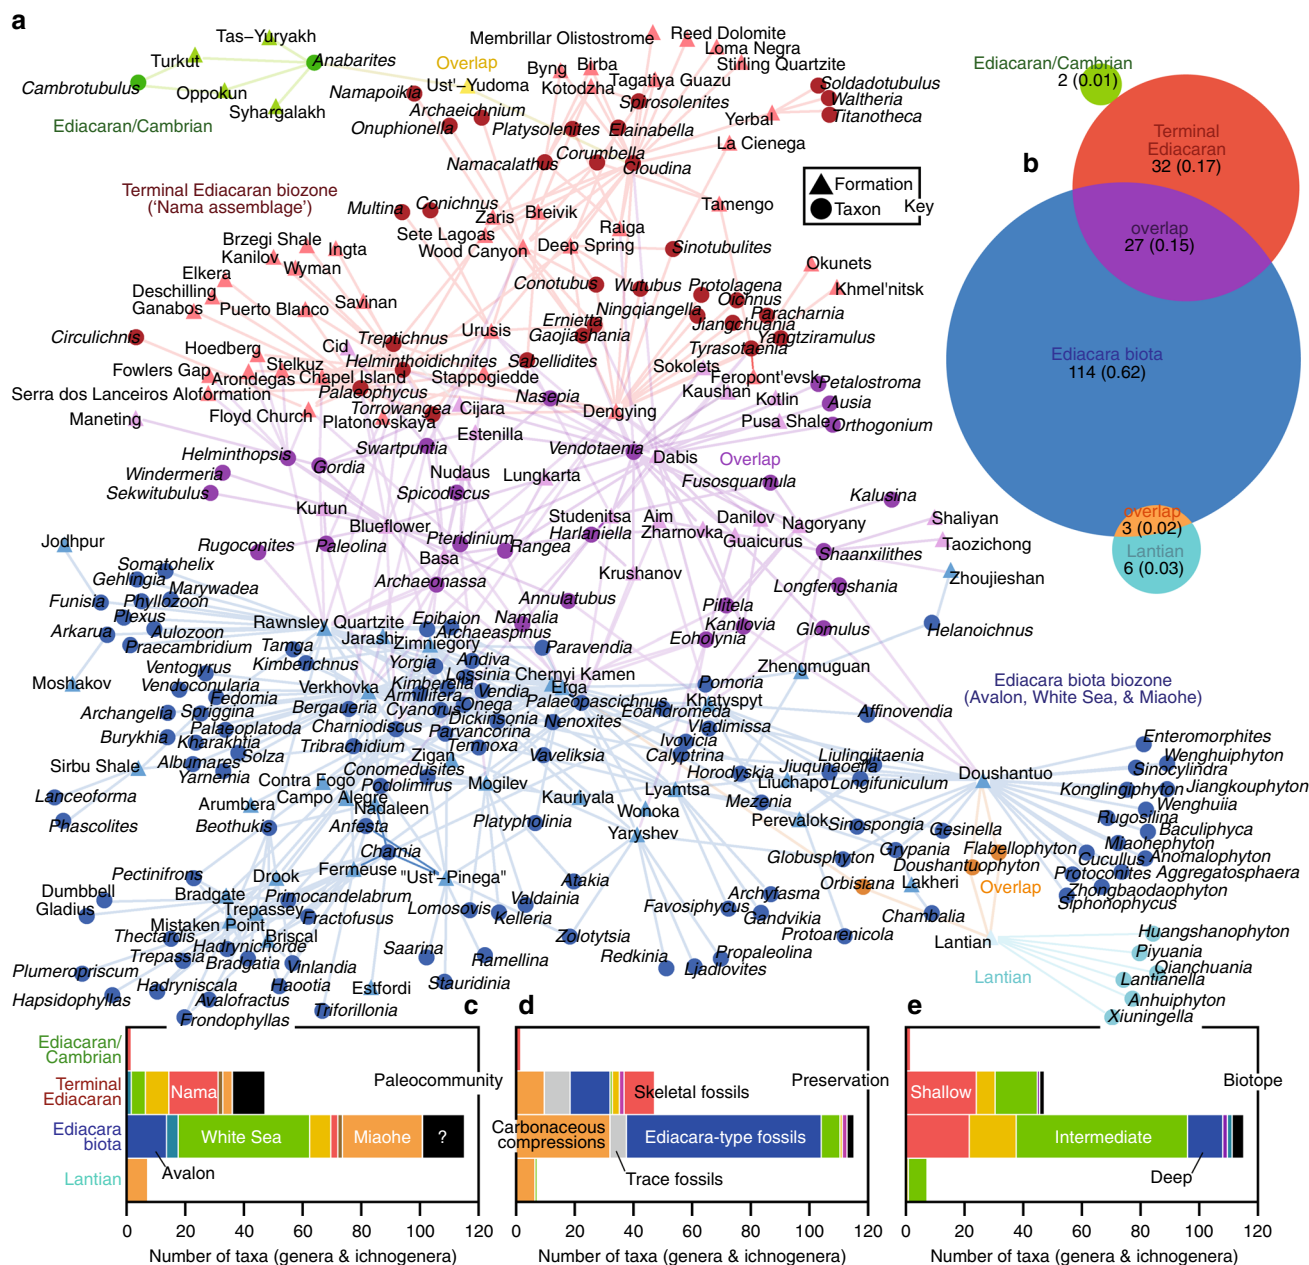 a
Tas−Yuryakh
Turkut
Anabarites
Cambrotubulus
Oppokun
Syhargalakh
Ediacaran/Cambrian
Overlap
Ust'−Yudoma
Membrillar Olistostrome
Reed Dolomite
Loma Negra
Stirling Quartzite
Byng
Birba
Kotodzha
Tagatiya Guazu
Namapoikia
Archaeichnium
Onuphionella
Platysolenites
Spirosolenites
Elainabella
Soldadotubulus
Waltheria
Titanotheca
Yerbal
La Cienega
Namacalathus
Corumbella
Cloudina
Terminal Ediacaran biozone
(‘Nama assemblage’)
Key
Formation
Taxon
Multina
Conichnus
Zaris
Breivik
Tamengo
Sete Lagoas
Raiga
Wood Canyon
Deep Spring
Sinotubulites
Brzegi Shale
Kanilov
Ingta
Wyman
Elkera
Deschilling
Ganabos
Puerto Blanco
Savinan
Okunets
Khmel'nitsk
Conotubus
Wutubus
Protolagena
Oichnus
Ningqiangella
Paracharnia
Jiangchuania
Ernietta
Gaojiashania
Yangtziramulus
Tyrasotaenia
Circulichnis
Treptichnus
Urusis
Hoedberg
Cid
Helminthoidichnites
Sabellidites
Sokolets
Fowlers Gap
Stelkuz
Arondegas
Chapel Island
Stappogiedde
Feropont'evsk
Petalostroma
Serra dos Lanceiros Aloformation
Palaeophycus
Nasepia
Kaushan
Kotlin
Ausia
Maneting
Floyd Church
Torrowangea
Platonovskaya
Cijara
Dengying
Pusa Shale
Orthogonium
Estenilla
Helminthopsis
Swartpuntia
Vendotaenia
Dabis
Overlap
Gordia
Windermeria
Nudaus
Lungkarta
Fusosquamula
Sekwitubulus
Spicodiscus
Kalusina
Kurtun
Blueflower
Studenitsa
Aim
Danilov
Nagoryany
Shaliyan
Harlaniella
Zharnovka
Guaicurus
Taozichong
Jodhpur
Rugoconites
Paleolina
Pteridinium
Rangea
Shaanxilithes
Basa
Zhoujieshan
Krushanov
Archaeonassa
Longfengshania
Somatohelix
Gehlingia
Marywadea
Funisia
Phyllozoon
Annulatubus
Pilitela
Plexus
Arkarua
Aulozoon
Praecambridium
Rawnsley Quartzite
Epibaion
Namalia
Kanilovia
Glomulus
Helanoichnus
Jarashi
Archaeaspinus
Eoholynia
Tamga
Zimniegory
Paravendia
Ventogyrus
Kimberichnus
Yorgia
Andiva
Zhengmuguan
Moshakov
Vendoconularia
Lossinia
Chernyi Kamen
Pomoria
Ediacara biota biozone
(Avalon, White Sea, & Miaohe)
Verkhovka
Kimberella
Vendia
Erga
Fedomia
Armillifera
Palaeopascichnus
Khatyspyt
Archangelia
Spriggina
Bergaueria
Cyanorus
Onega
Eoandromeda
Affinovendia
Palaeoplatoda
Charniodiscus
Dickinsonia
Nenoxites
Vladimissa
Burykhia
Kharakhtia
Parvancorina
Tribrachidium
Temnoxa
Ivovicia
Enteromorphites
Solza
Zigan
Vaveliksia
Calyptrina
Liulingjitaenia
Wenghuiphyton
Sirbu Shale
Albumares
Yarnemia
Conomedusites
Horodyskia
Jiuqunaoella
Doushantuo
Sinocylindra
Contra Fogo
Podolimirus
Mogilev
Liuchapo
Longifuniculum
Konglingiphyton
Jiangkouphyton
Lanceoforma
Campo Alegre
Kauriyala
Lyamtsa
Arumbera
Nadaleen
Mezenia
Wenghuiia
Wonoka
Rugosilina
Phascolites
Beothukis
Anfesta
Platypholinia
Yaryshev
Perevalok
Sinospongia
Gesinella
Baculiphyca
Miaohephyton
Charnia
Globusphyton
Grypania
Flabellophyton
Cucullus
Anomalophyton
Pectinifrons
Drook
Fermeuse
"Ust'−Pinega"
Doushantuophyton
Protoconites
Aggregatosphaera
Dumbbell
Bradgate
Primocandelabrum
Atakia
Orbisiana
Lakheri
Overlap
Zhongbaodaophyton
Archyfasma
Siphonophycus
Gladius
Trepassey
Lomosovis
Valdainia
Favosiphycus
Mistaken Point
Fractofusus
Kelleria
Gandvikia
Chambalia
Thectardis
Briscal
Protoarenicola
Huangshanophyton
Hadrynichorde
Zolotytsia
Lantian
Trepassia
Saarina
Propaleolina
Piyuania
Bradgatia
Vinlandia
Ramellina
Redkinia
Plumeropriscum
Ljadlovites
Qianchuania
Lantian
Lantianella
Hadryniscala
Haootia
Estfordi
Stauridinia
Hapsidophyllas
Avalofractus
Anhuiphyton
Triforillonia
Frondophyllas
Xiuningella
b
Ediacaran/Cambrian
2 (0.01)
Terminal
Ediacaran
32 (0.17)
overlap
27 (0.15)
Ediacara biota
114 (0.62)
overlap
3 (0.02)
Lantian
6 (0.03)
c
d
e
Ediacaran/
Cambrian
Terminal
Ediacaran
Ediacara
biota
Lantian
Paleocommunity
Nama
White Sea
Miaohe
?
Avalon
0 20 40 60 80 100 120
Number of taxa (genera & ichnogenera)
Preservation
Skeletal fossils
Carbonaceous
compressions
Ediacara-type fossils
Trace fossils
0 20 40 60 80 100 120
Number of taxa (genera & ichnogenera)
Biotope
Shallow
Intermediate
Deep
0 20 40 60 80 100 120
Number of taxa (genera & ichnogenera)